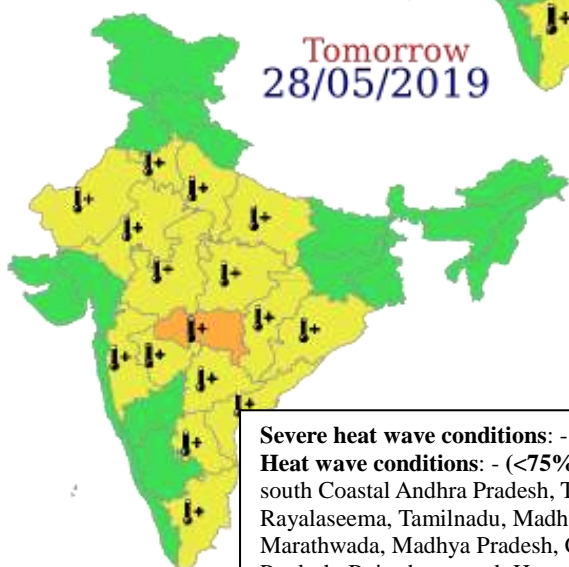 Tomorrow
28/05/2019
Severe heat wave conditions: -
Heat wave conditions: - (<75%
south Coastal Andhra Pradesh, T
Rayalaseema, Tamilnadu, Madh
Marathwada, Madhya Pradesh,